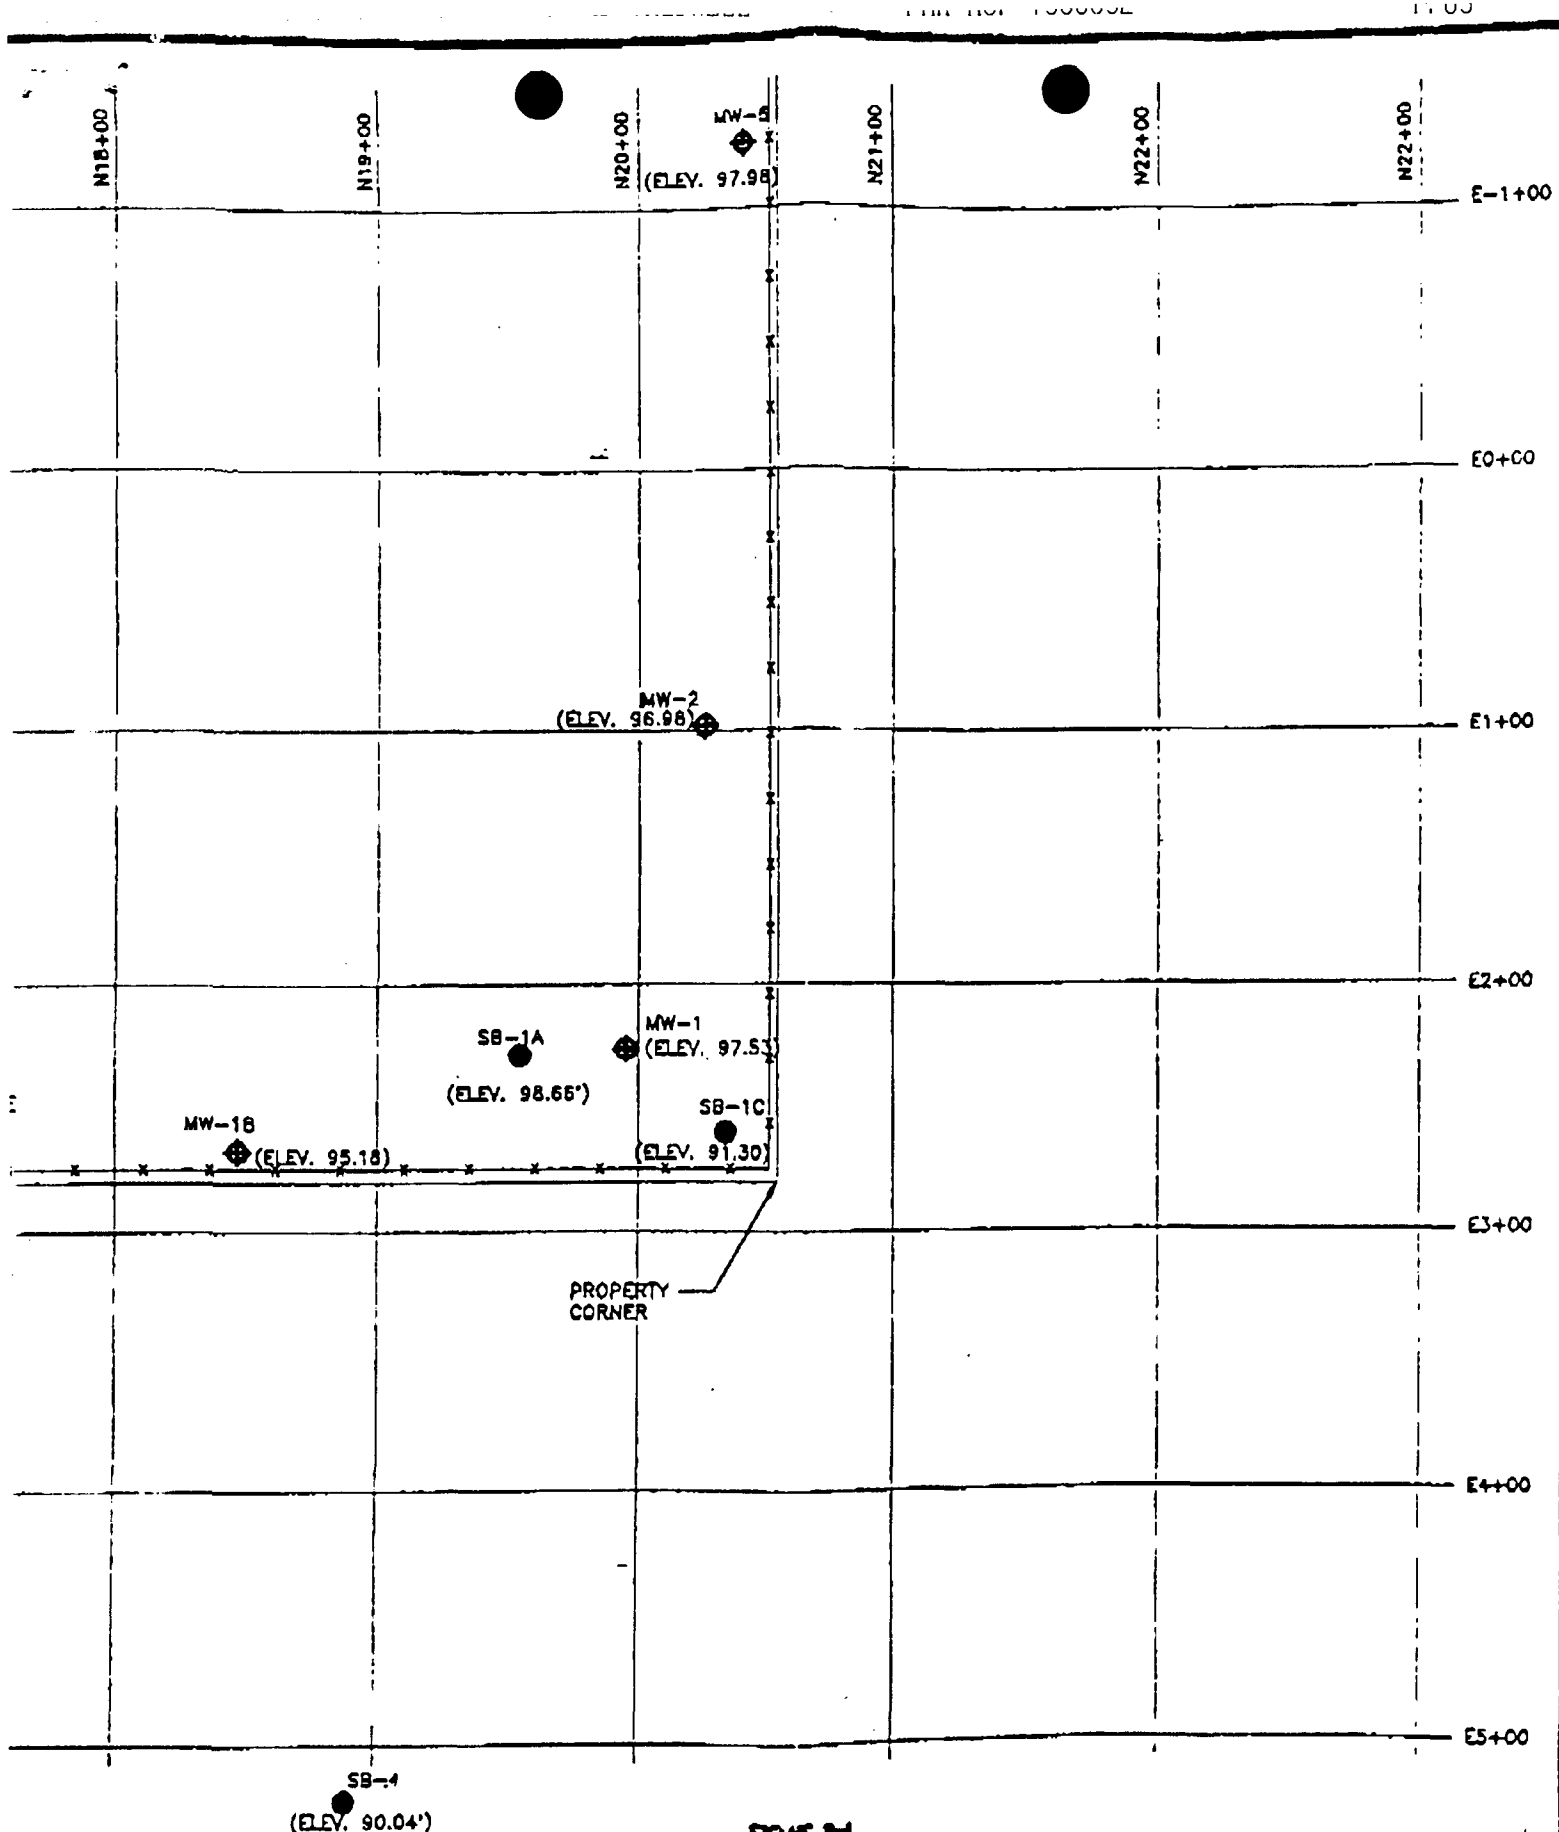 N18+00
N19+00
N20+00
N21+00
N22+00
N22+00
(ELEV. 97.98)
E-1+00
E0+00
MW-2
(ELEV. 96.98)
E1+00
E2+00
MW-1
SB-1A
(ELEV. 97.53)
(ELEV. 98.66')
SB-1C
MW-1B
(ELEV. 91.30)
(ELEV. 95.18)
E3+00
PROPERTY
CORNER
E4+00
E5+00
SB-4
(ELEV. 90.04')